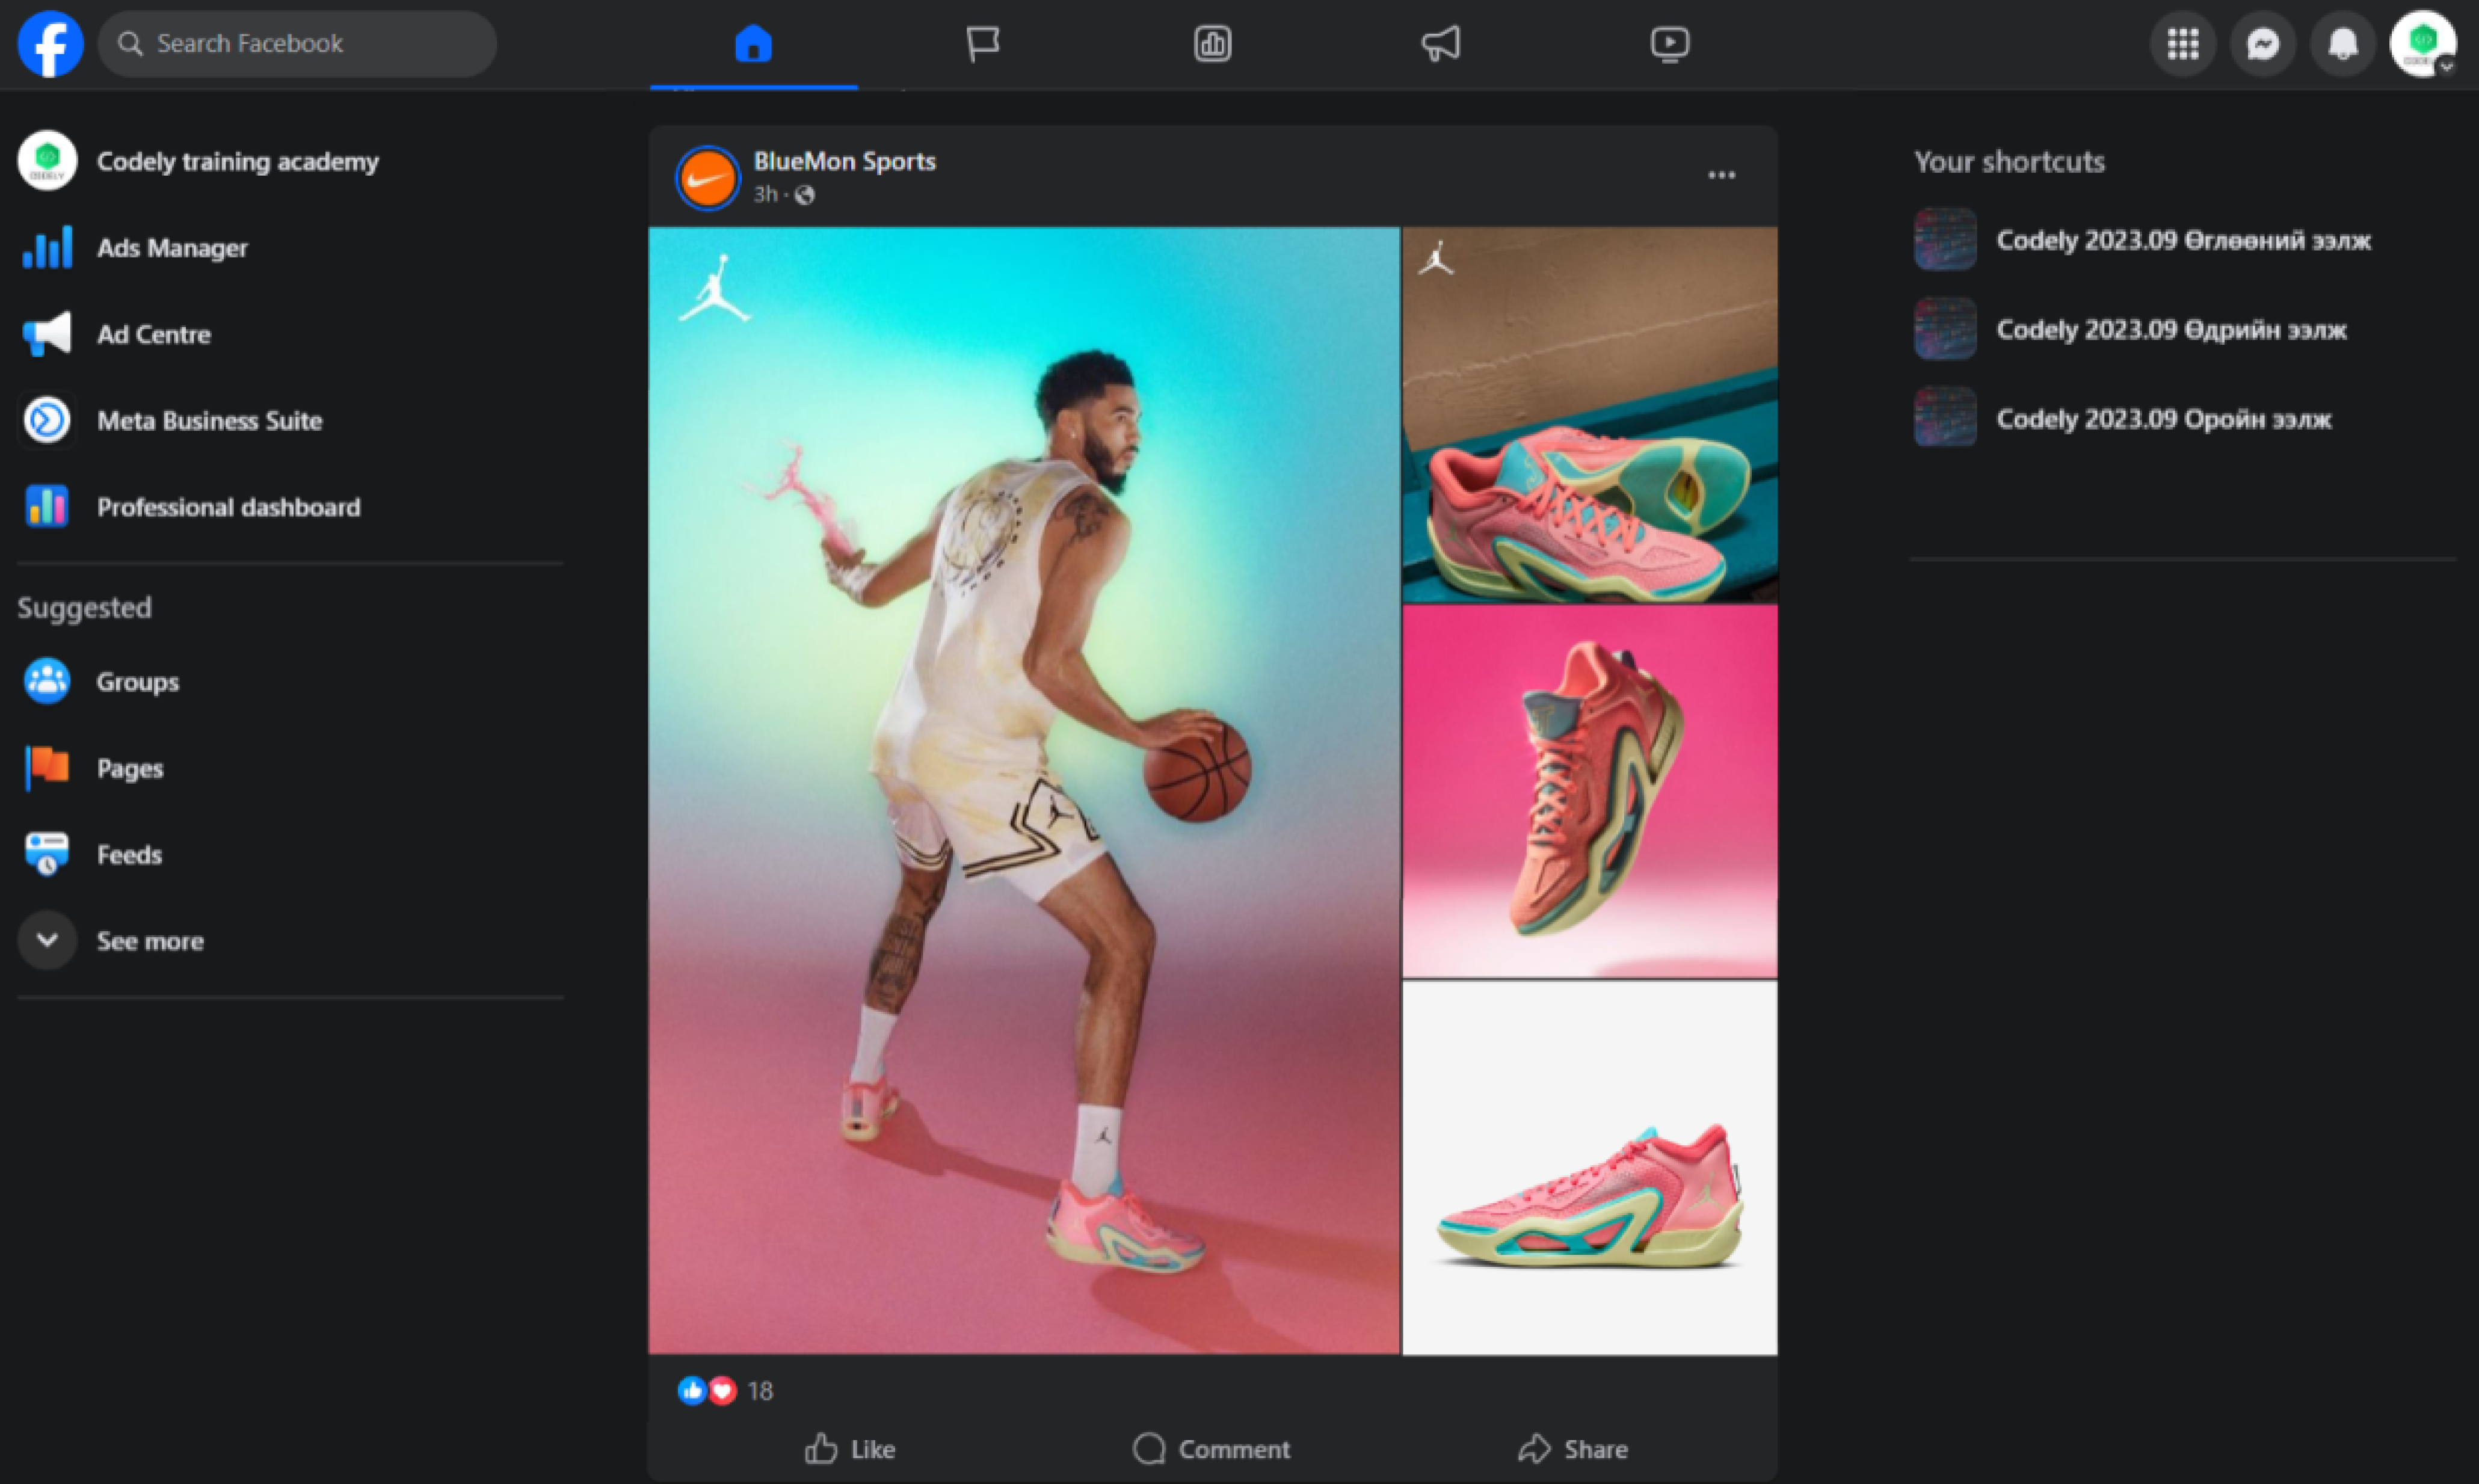 Search Facebook
Codely training academy
Ads Manager
Ad Centre
Meta Business Suite
Professional dashboard
Suggested
Groups
Pages
Feeds
See more
BlueMon Sports
3h ·
18
Like
Comment
Share
Your shortcuts
Codely 2023.09 Өглөөний ээлж
Codely 2023.09 Өдрийн ээлж
Codely 2023.09 Оройн ээлж